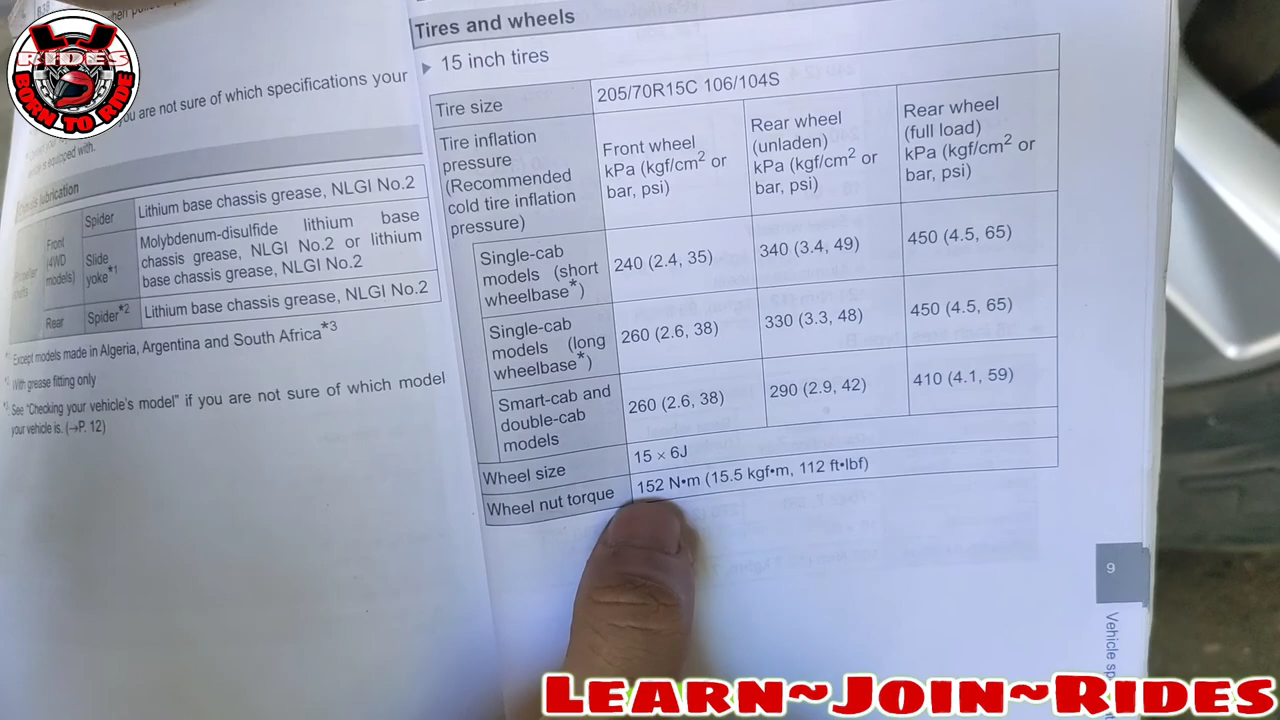 RIDES
BORN TO RIDE
you are not sure of which specifications your
Spider
Lithium base chassis grease, NLGI No.2
Front
(4WD
models)
Slide
yoke*1
Molybdenum-disulfide lithium base
chassis grease, NLGI No.2 or lithium
base chassis grease, NLGI No.2
Rear
Spider*2
Lithium base chassis grease, NLGI No.2
Except models made in Algeria, Argentina and South Africa*3
With grease fitting only
See "Checking your vehicle's model" if you are not sure of which model
your vehicle is. (→P. 12)
Tires and wheels
15 inch tires
Tire size
205/70R15C 106/104S
Tire inflation
pressure
(Recommended
cold tire inflation
pressure)
Front wheel
kPa (kgf/cm2 or
bar, psi)
Rear wheel
(unladen)
kPa (kgf/cm2 or
bar, psi)
Rear wheel
(full load)
kPa (kgf/cm2 or
bar, psi)
Single-cab
models (short
wheelbase*)
240 (2.4, 35)
340 (3.4, 49)
450 (4.5, 65)
Single-cab
models (long
wheelbase*)
260 (2.6, 38)
330 (3.3, 48)
450 (4.5, 65)
Smart-cab and
double-cab
models
260 (2.6, 38)
290 (2.9, 42)
410 (4.1, 59)
Wheel size
15 × 6J
Wheel nut torque
152 N•m (15.5 kgf•m, 112 ft•lbf)
9
Vehicle
LEARN~JOIN~RIDES